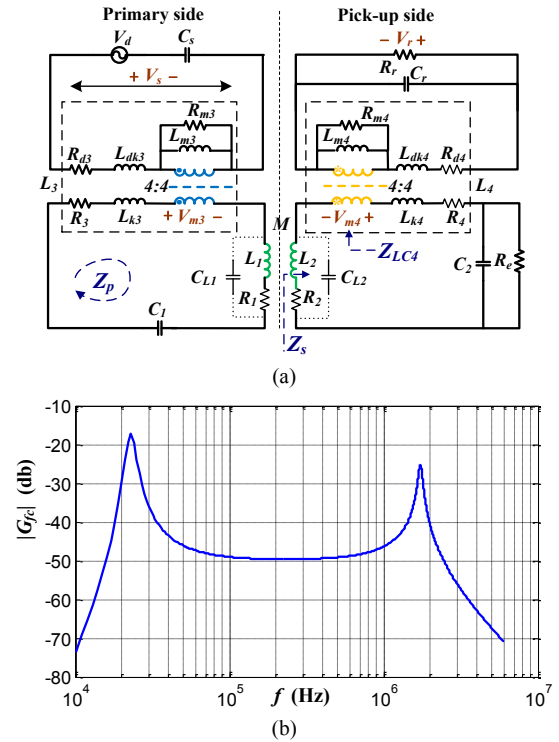 Primary side
Pick-up side
V_d
C_s
− V_r +
R_r
C_r
+ V_s −
R_m3
L_m3
R_d3
L_dk3
4:4
L_3
R_3
L_k3
+ V_m3 −
R_m4
L_m4
L_dk4
R_d4
4:4
L_4
− V_m4 +
L_k4
R_4
M
Z_LC4
L_1
L_2
C_L1
C_L2
C_2
R_e
Z_p
R_1
R_2
C_1
Z_s
(a)
|G_fc| (db)
-10
-20
-30
-40
-50
-60
-70
-80
10^4
10^5
10^6
10^7
f (Hz)
(b)